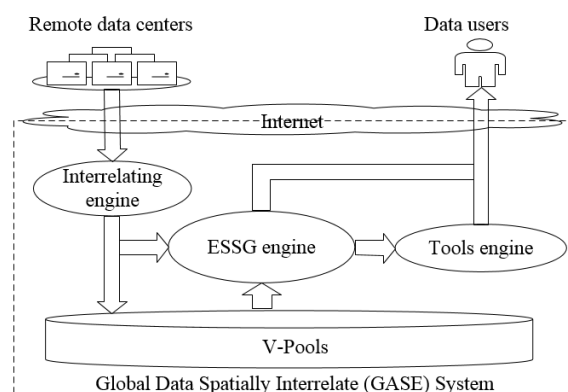 Remote data centers
Data users
Internet
Interrelating
engine
ESSG engine
Tools engine
V-Pools
Global Data Spatially Interrelate (GASE) System